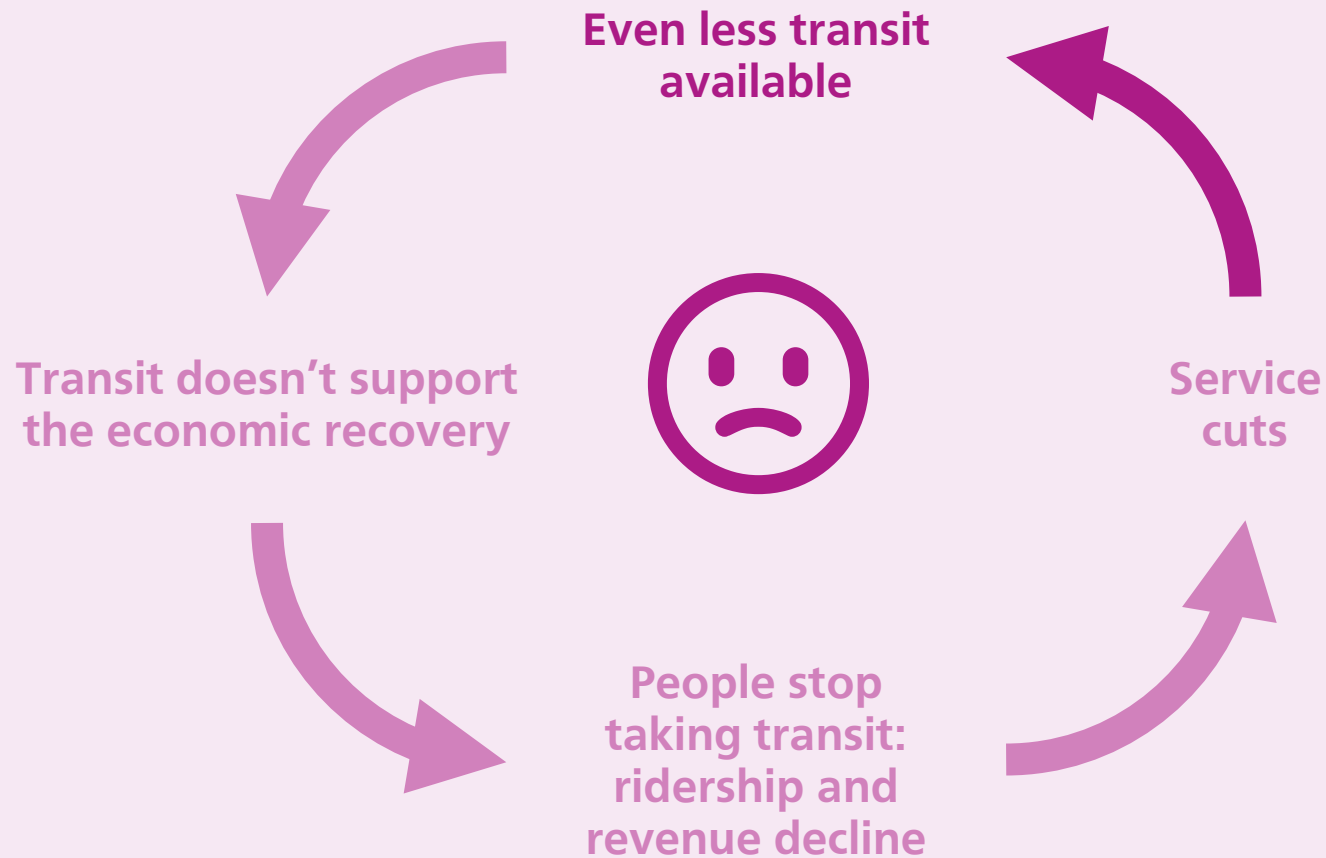 Even less transit
available
Transit doesn’t support
the economic recovery
Service
cuts
People stop
taking transit:
ridership and
revenue decline